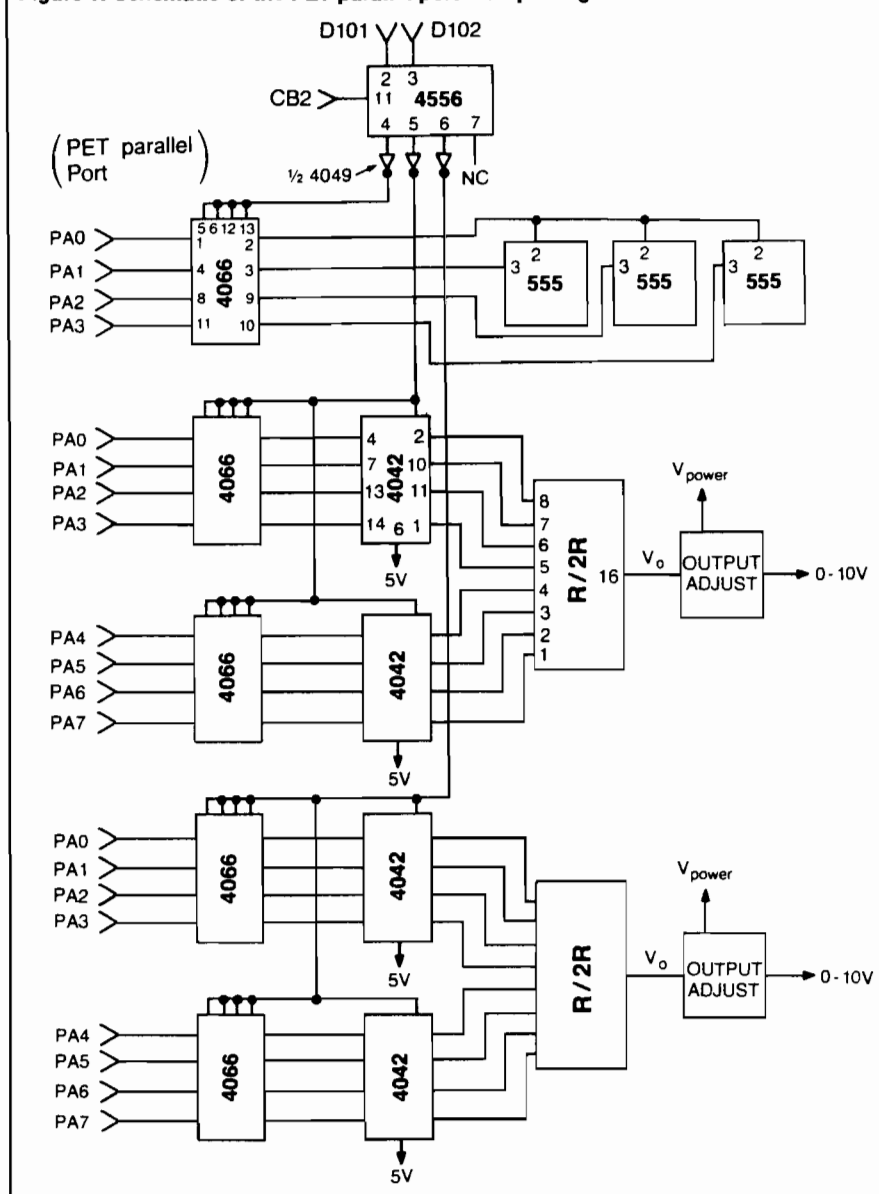 D101 D102
2 3
CB2 11 4556
4 5 6 7
(PET parallel Port)
½ 4049 NC
5 6 12 13
PA0 1 2
PA1 4 3
PA2 8 9
PA3 11 10
4066
3 2 555
3 2 555
3 2 555
PA0 4 2
PA1 7 10
PA2 13 11
PA3 14 6 1
4066
4042
5V
8
7
6
5
4
3
2
1
R/2R
16
Vo
Vpower
OUTPUT
ADJUST
0-10V
PA4
PA5
PA6
PA7
4066
4042
5V
PA0
PA1
PA2
PA3
4066
4042
5V
R/2R
Vo
Vpower
OUTPUT
ADJUST
0-10V
PA4
PA5
PA6
PA7
4066
4042
5V